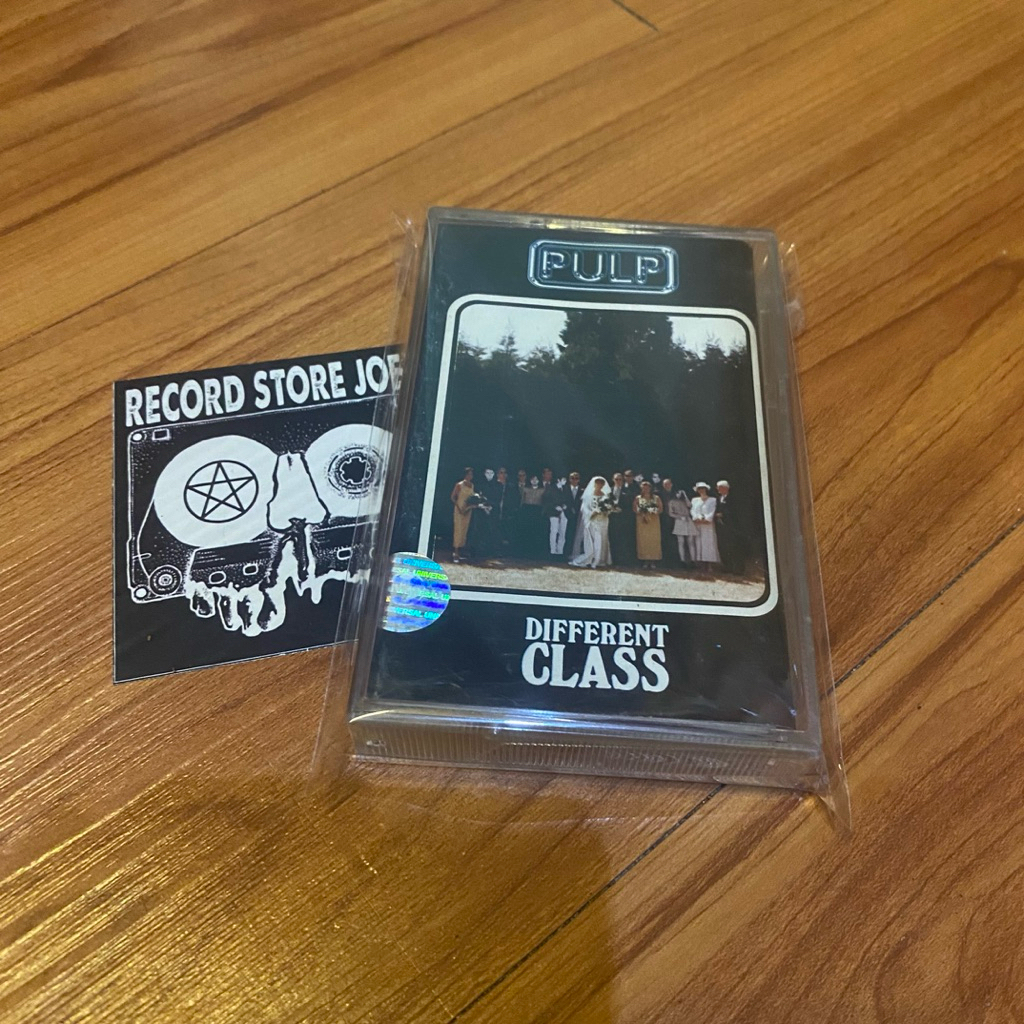 PULP
RECORD STORE JOE
DIFFERENT
CLASS